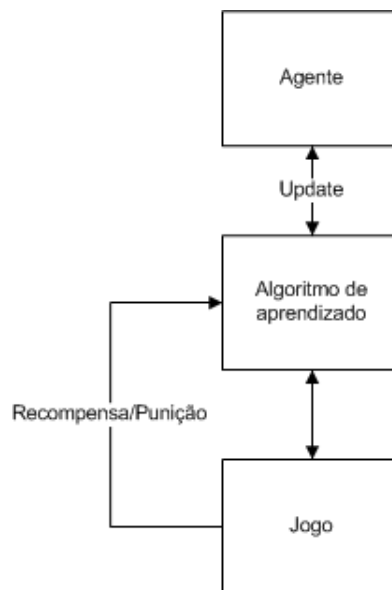 Agente
Update
Algoritmo de
aprendizado
Recompensa/Punição
Jogo